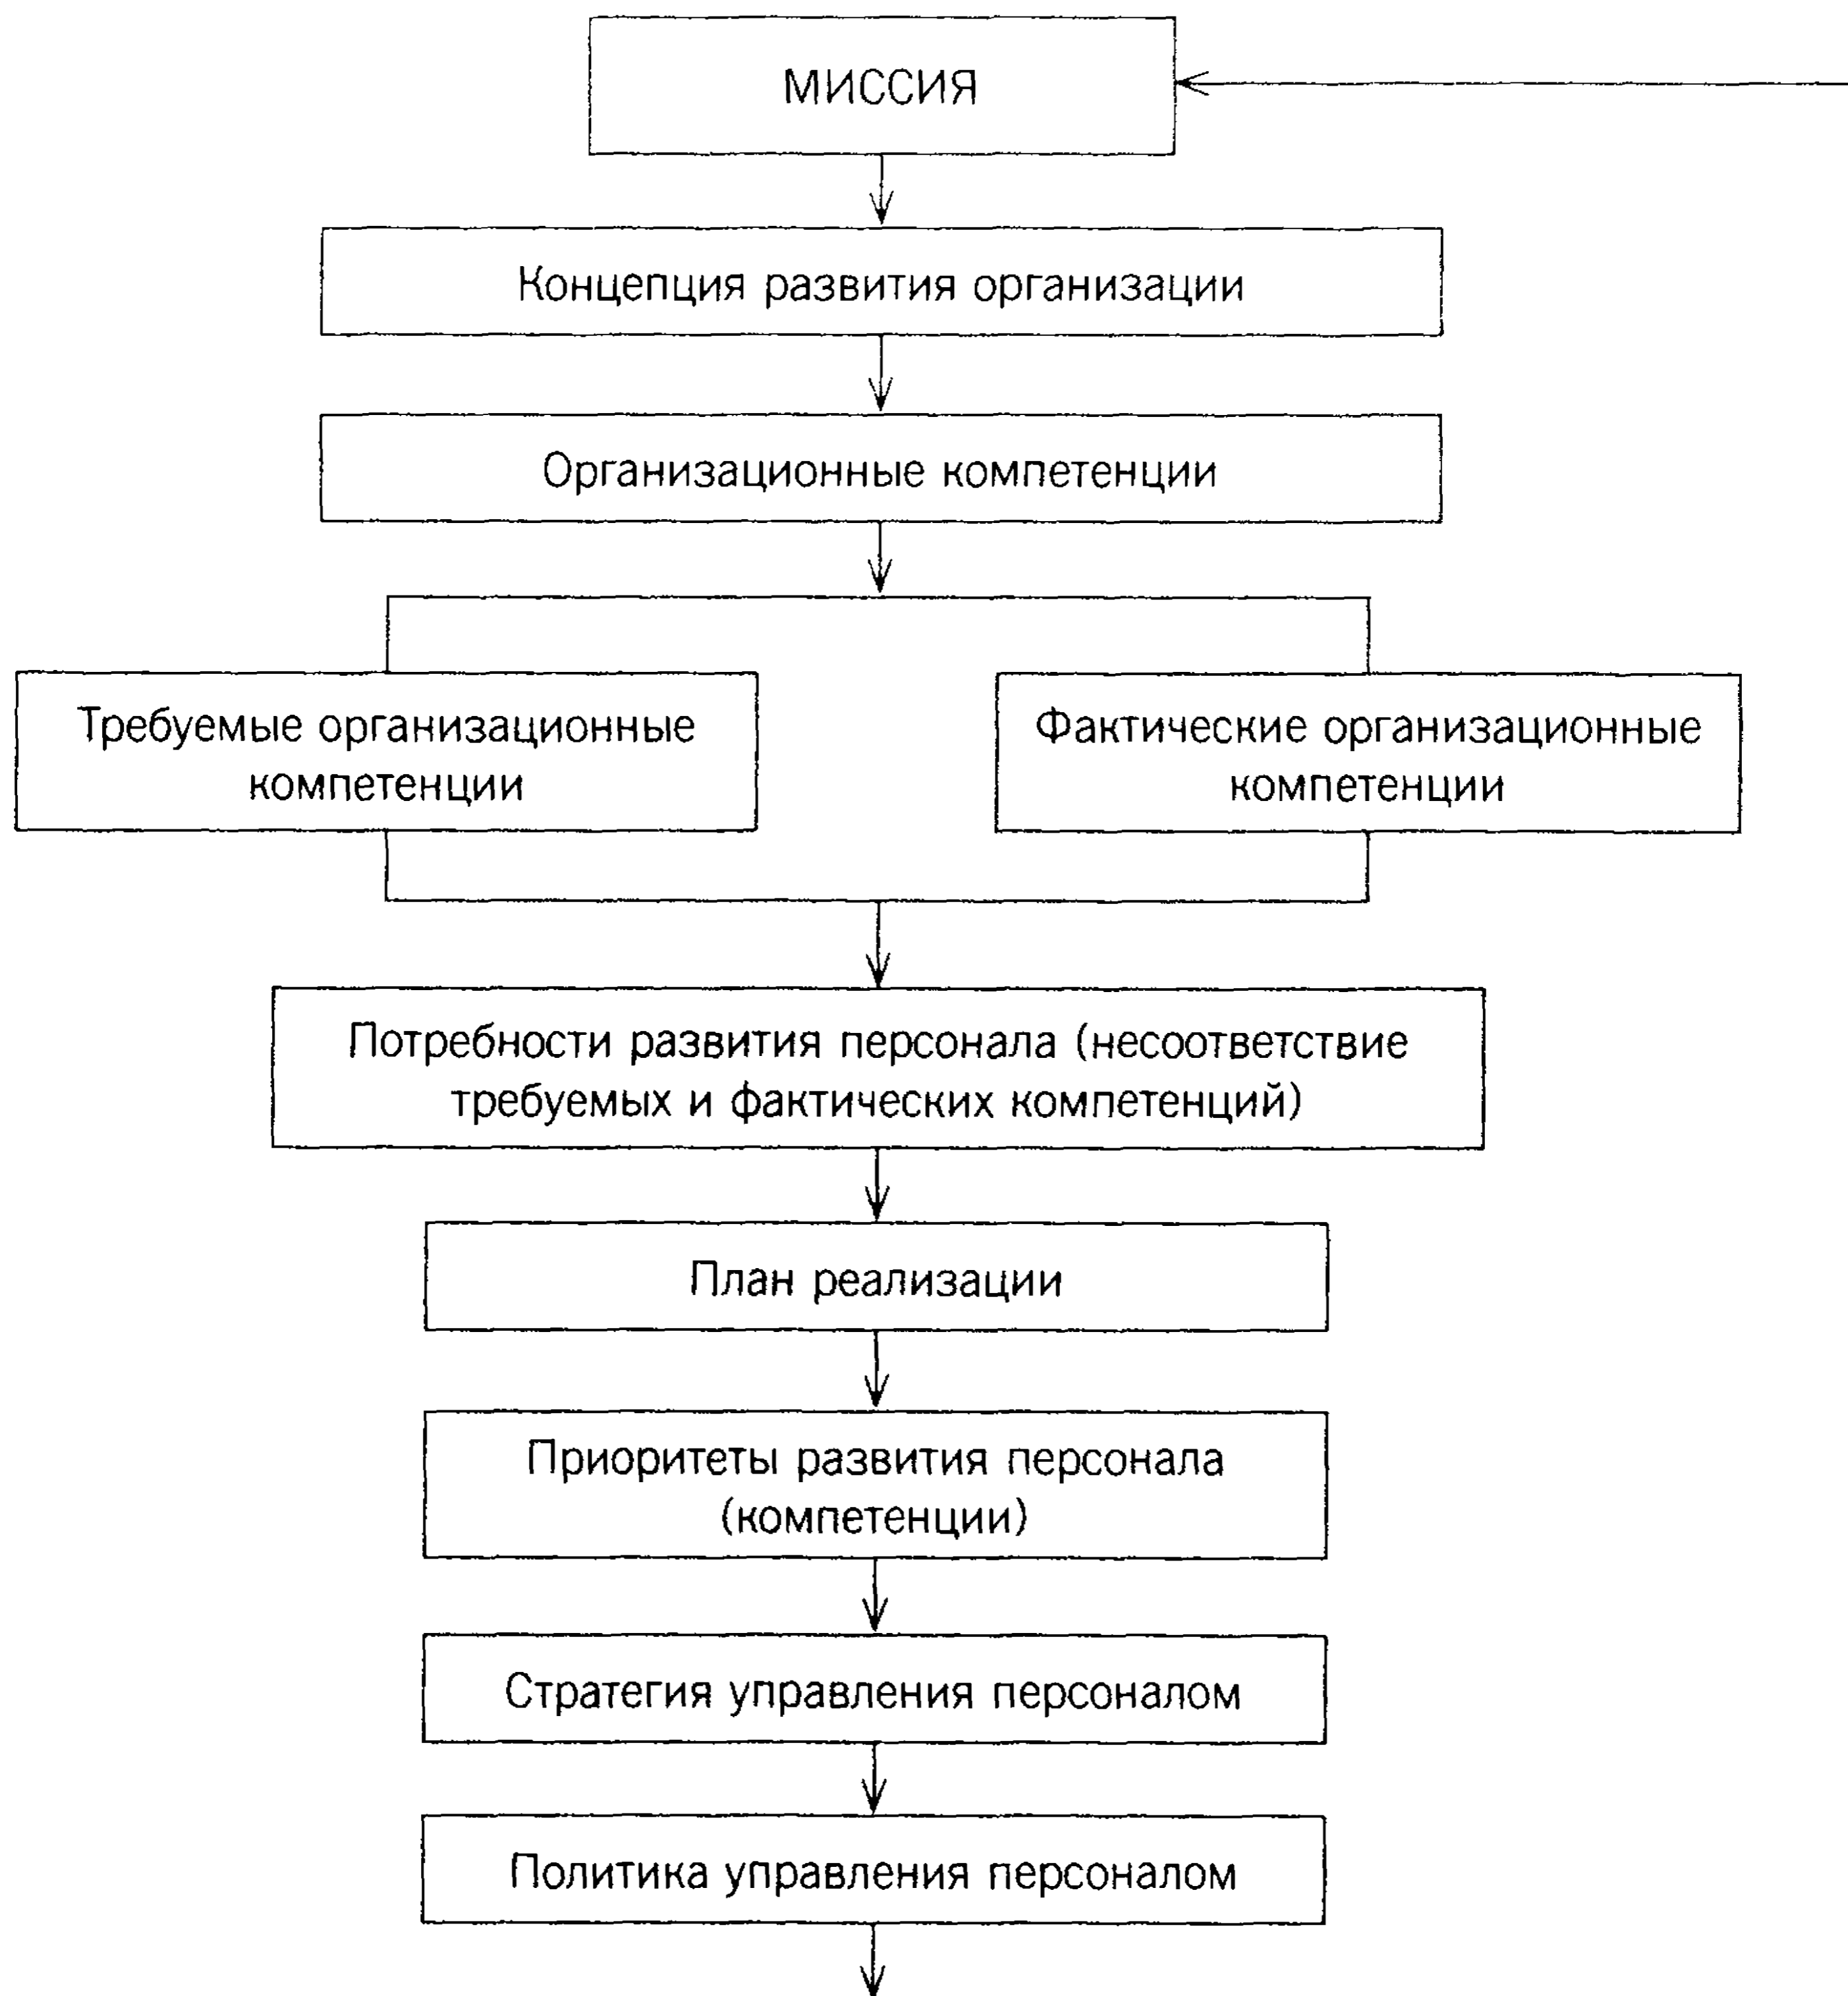 МИССИЯ
Концепция развития организации
Организационные компетенции
Требуемые организационные
компетенции
Фактические организационные
компетенции
Потребности развития персонала (несоответствие
требуемых и фактических компетенций)
План реализации
Приоритеты развития персонала
(компетенции)
Стратегия управления персоналом
Политика управления персоналом